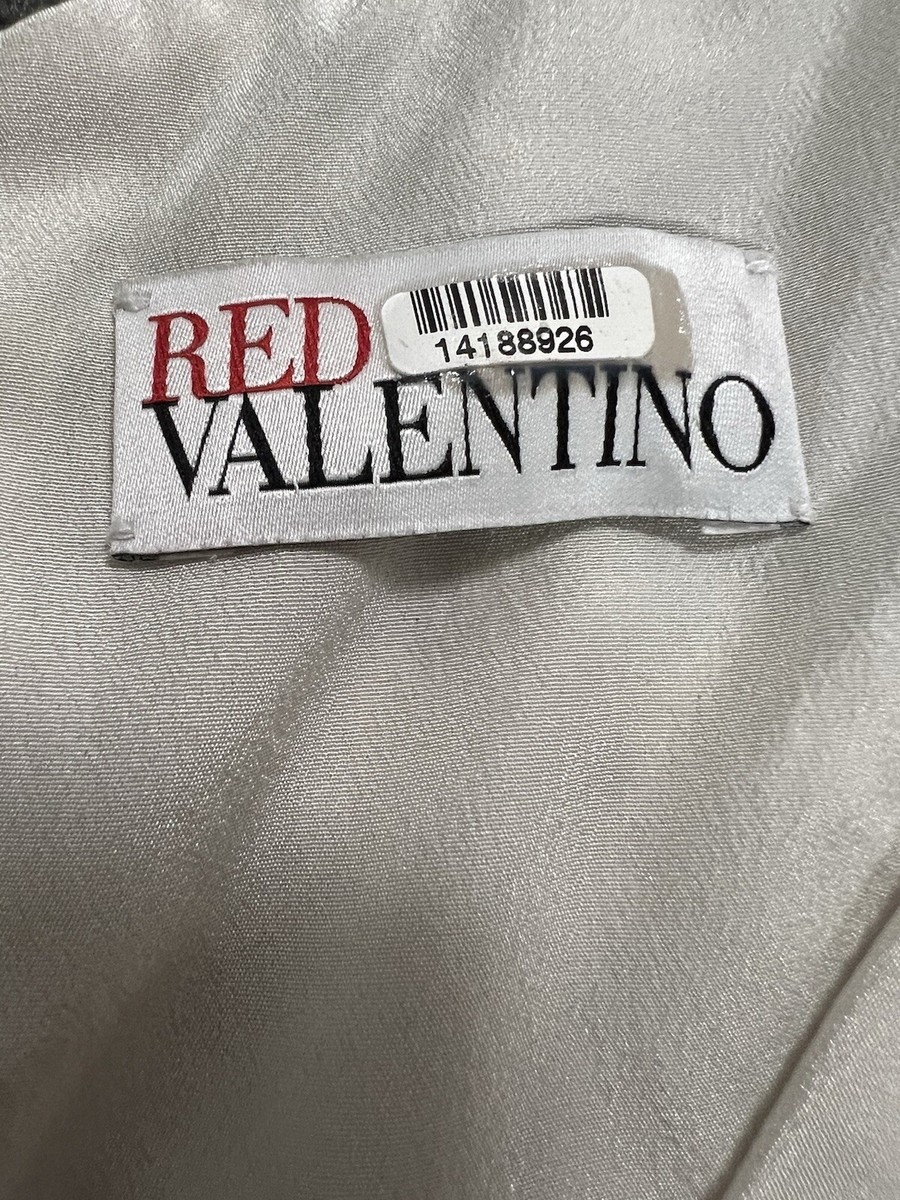 RED
14188926
VALENTINO